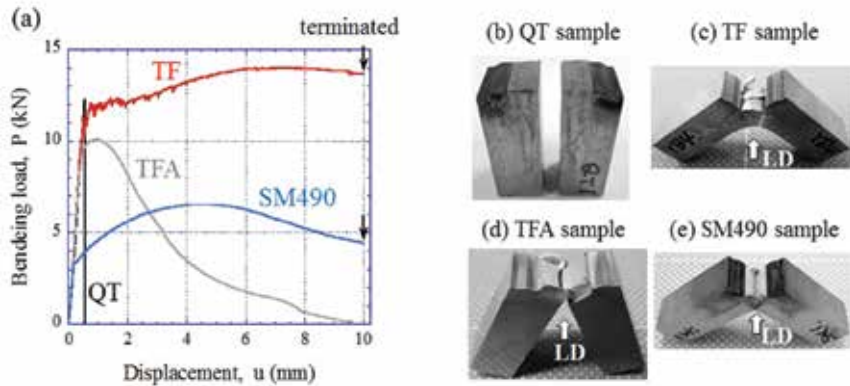 (a)
terminated
15
TF
10
TFA
SM490
5
QT
0
0 2 4 6 8 10
Bendcing load, P (kN)
Displacement, u (mm)
(b) QT sample
(c) TF sample
LD
(d) TFA sample
LD
(e) SM490 sample
LD